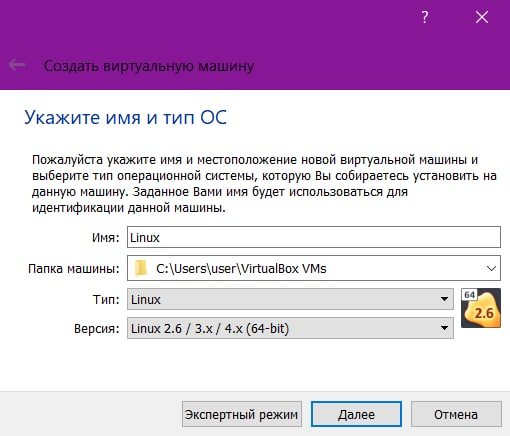 ?
Создать виртуальную машину
Укажите имя и тип ОС
Пожалуйста укажите имя и местоположение новой виртуальной машины и
выберите тип операционной системы, которую Вы собираетесь установить на
данную машину. Заданное Вами имя будет использоваться для
идентификации данной машины.
Имя: Linux
Папка машины: C:\Users\user\VirtualBox VMs
Тип: Linux
64
2.6
Версия: Linux 2.6 / 3.x / 4.x (64-bit)
Экспертный режим Далее Отмена